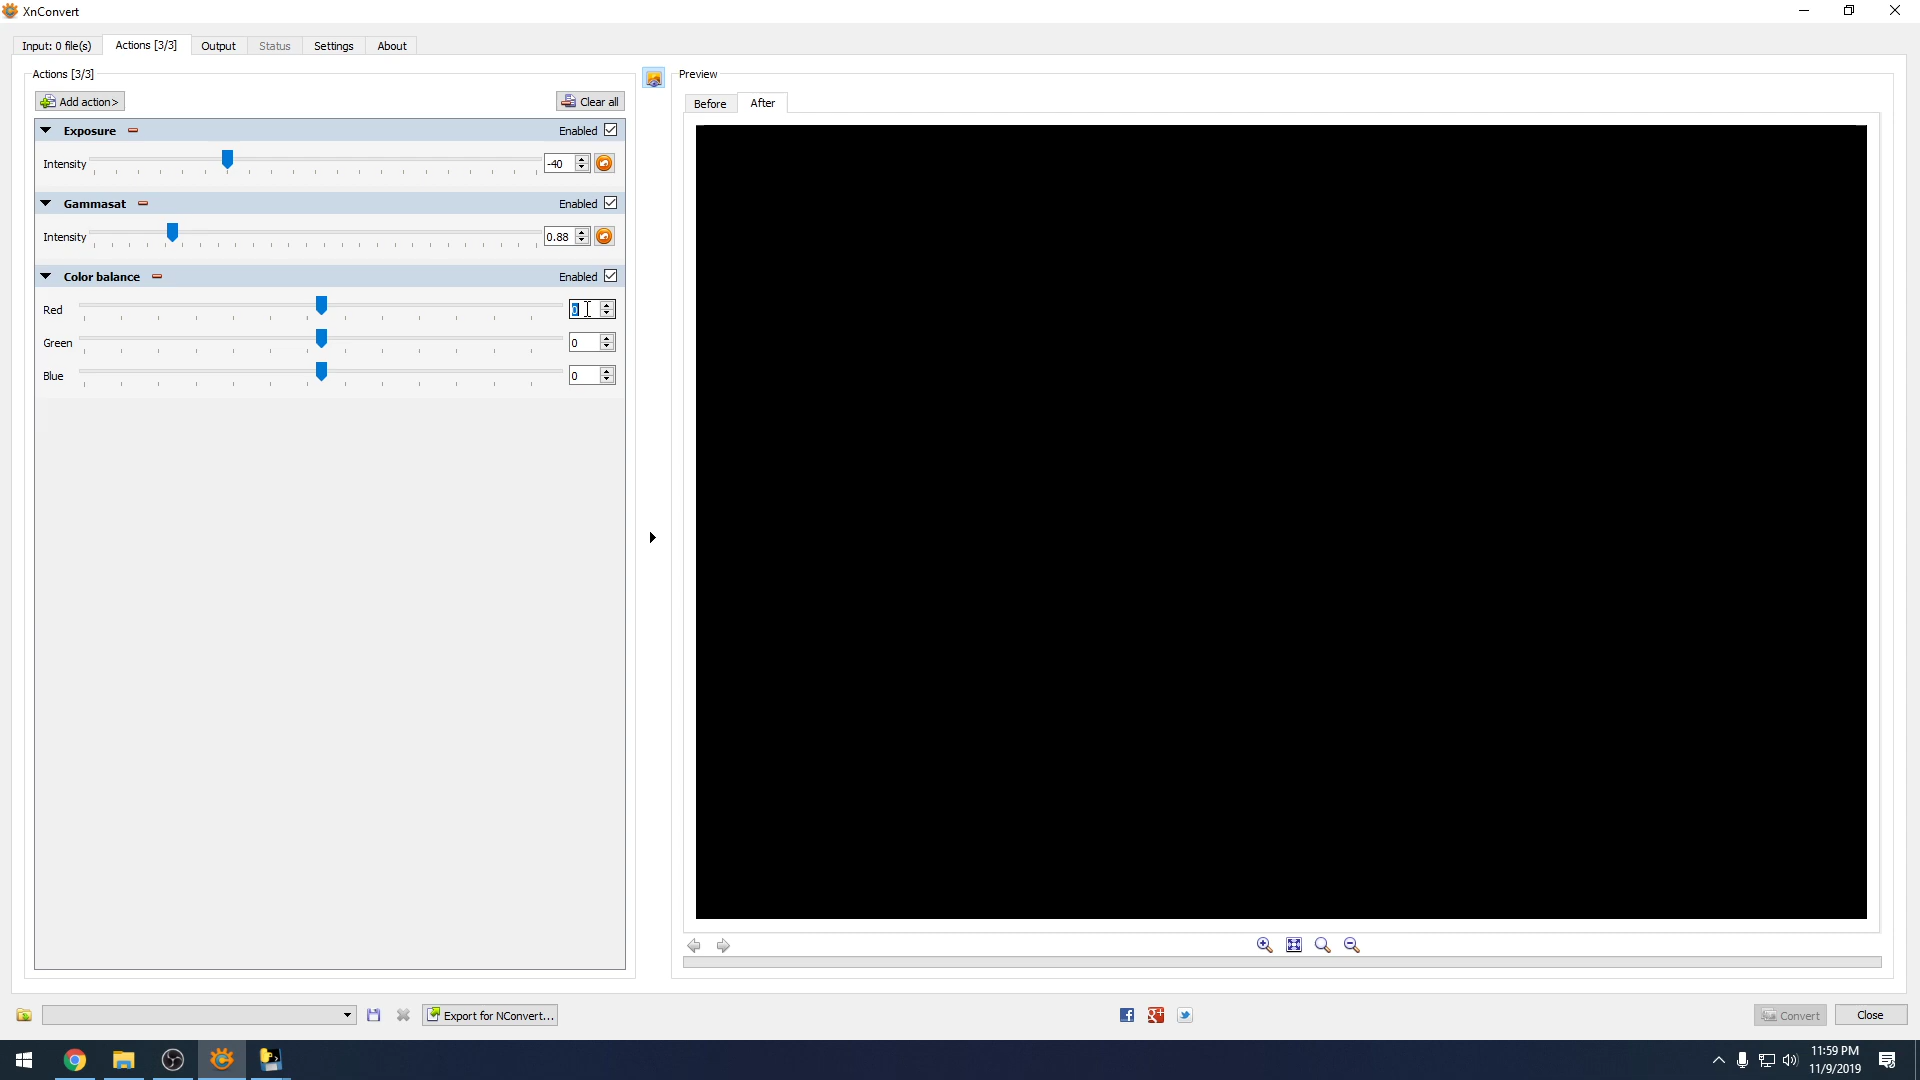 XnConvert
Input: 0 file(s) Actions [3/3] Output Status Settings About
Actions [3/3] Preview
Add action> Clear all Before After
Exposure Enabled
Intensity -40
Gammasat Enabled
Intensity 0.88
Color balance Enabled
Red 0
Green 0
Blue 0
Export for NConvert... Convert Close
11:59 PM
11/9/2019